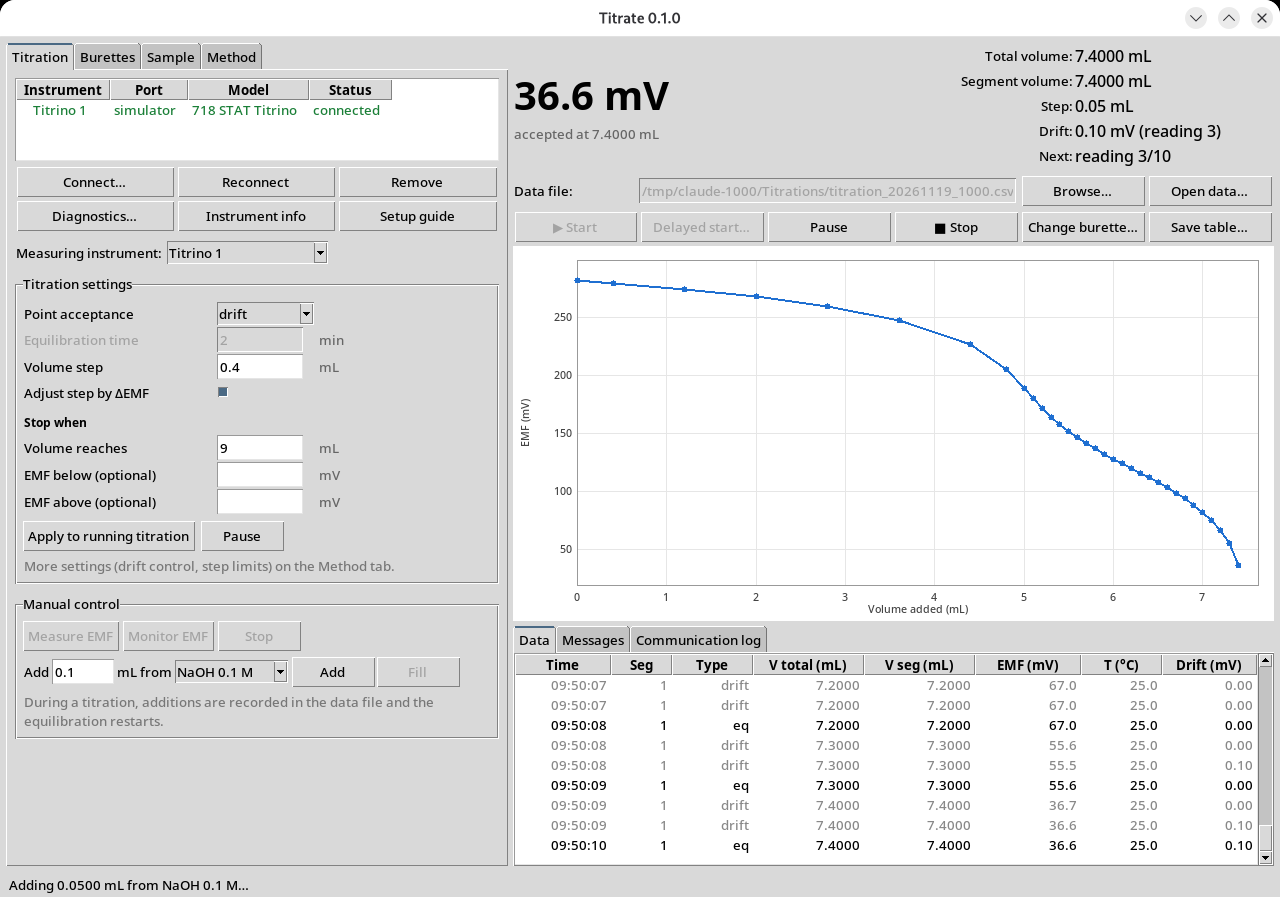 Titrate 0.1.0
Titration Burettes Sample Method
Instrument Port Model Status
Titrino 1 simulator 718 STAT Titrino connected
Connect... Reconnect Remove
Diagnostics... Instrument info Setup guide
Measuring instrument: Titrino 1
Titration settings
Point acceptance drift
Equilibration time 2 min
Volume step 0.4 mL
Adjust step by ΔEMF
Stop when
Volume reaches 9 mL
EMF below (optional) mV
EMF above (optional) mV
Apply to running titration Pause
More settings (drift control, step limits) on the Method tab.
Manual control
Measure EMF Monitor EMF Stop
Add 0.1 mL from NaOH 0.1 M Add Fill
During a titration, additions are recorded in the data file and the
equilibration restarts.
36.6 mV
accepted at 7.4000 mL
Total volume: 7.4000 mL
Segment volume: 7.4000 mL
Step: 0.05 mL
Drift: 0.10 mV (reading 3)
Next: reading 3/10
Data file: /tmp/claude-1000/Titrations/titration_20261119_1000.csv Browse... Open data...
▶ Start Delayed start... Pause ■ Stop Change burette... Save table...
250
200
150
100
50
EMF (mV)
0 1 2 3 4 5 6 7
Volume added (mL)
Data Messages Communication log
Time Seg Type V total (mL) V seg (mL) EMF (mV) T (°C) Drift (mV)
09:50:07 1 drift 7.2000 7.2000 67.0 25.0 0.00
09:50:07 1 drift 7.2000 7.2000 67.0 25.0 0.00
09:50:08 1 eq 7.2000 7.2000 67.0 25.0 0.00
09:50:08 1 drift 7.3000 7.3000 55.6 25.0 0.00
09:50:08 1 drift 7.3000 7.3000 55.5 25.0 0.10
09:50:09 1 eq 7.3000 7.3000 55.6 25.0 0.00
09:50:09 1 drift 7.4000 7.4000 36.7 25.0 0.00
09:50:09 1 drift 7.4000 7.4000 36.6 25.0 0.10
09:50:10 1 eq 7.4000 7.4000 36.6 25.0 0.10
Adding 0.0500 mL from NaOH 0.1 M...